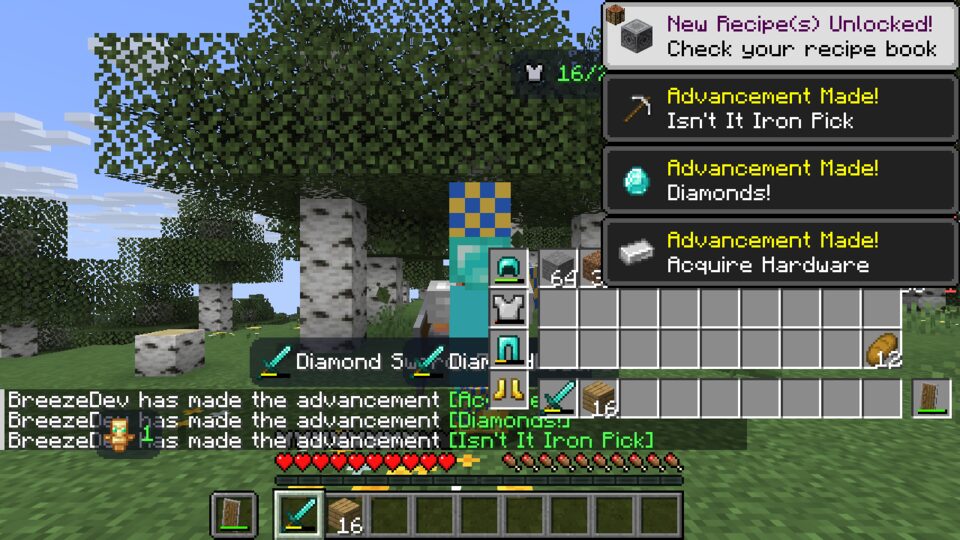 New Recipe(s) Unlocked!
Check your recipe book
16/
Advancement Made!
Isn't It Iron Pick
Advancement Made!
Diamonds!
Advancement Made!
Acquire Hardware
64
12
Diamond
BreezeDev has made the advancement
BreezeDev has made the advancement [Diamonds!]
BreezeDev has made the advancement [Isn't It Iron Pick]
16
1
16